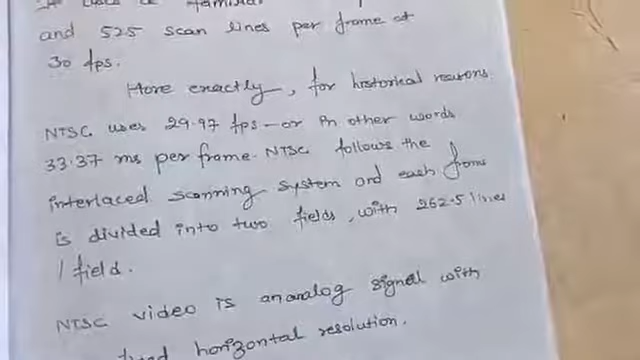 and 525 scan lines per frame at
30 fps.
More exactly, for historical reasons
NTSC uses 29.97 fps - or in other words
33.37 ms per frame. NTSC follows the
interlaced scanning system and each frame
is divided into two fields, with 262.5 lines
/ field.
NTSC video is an analog signal with
horizontal resolution.